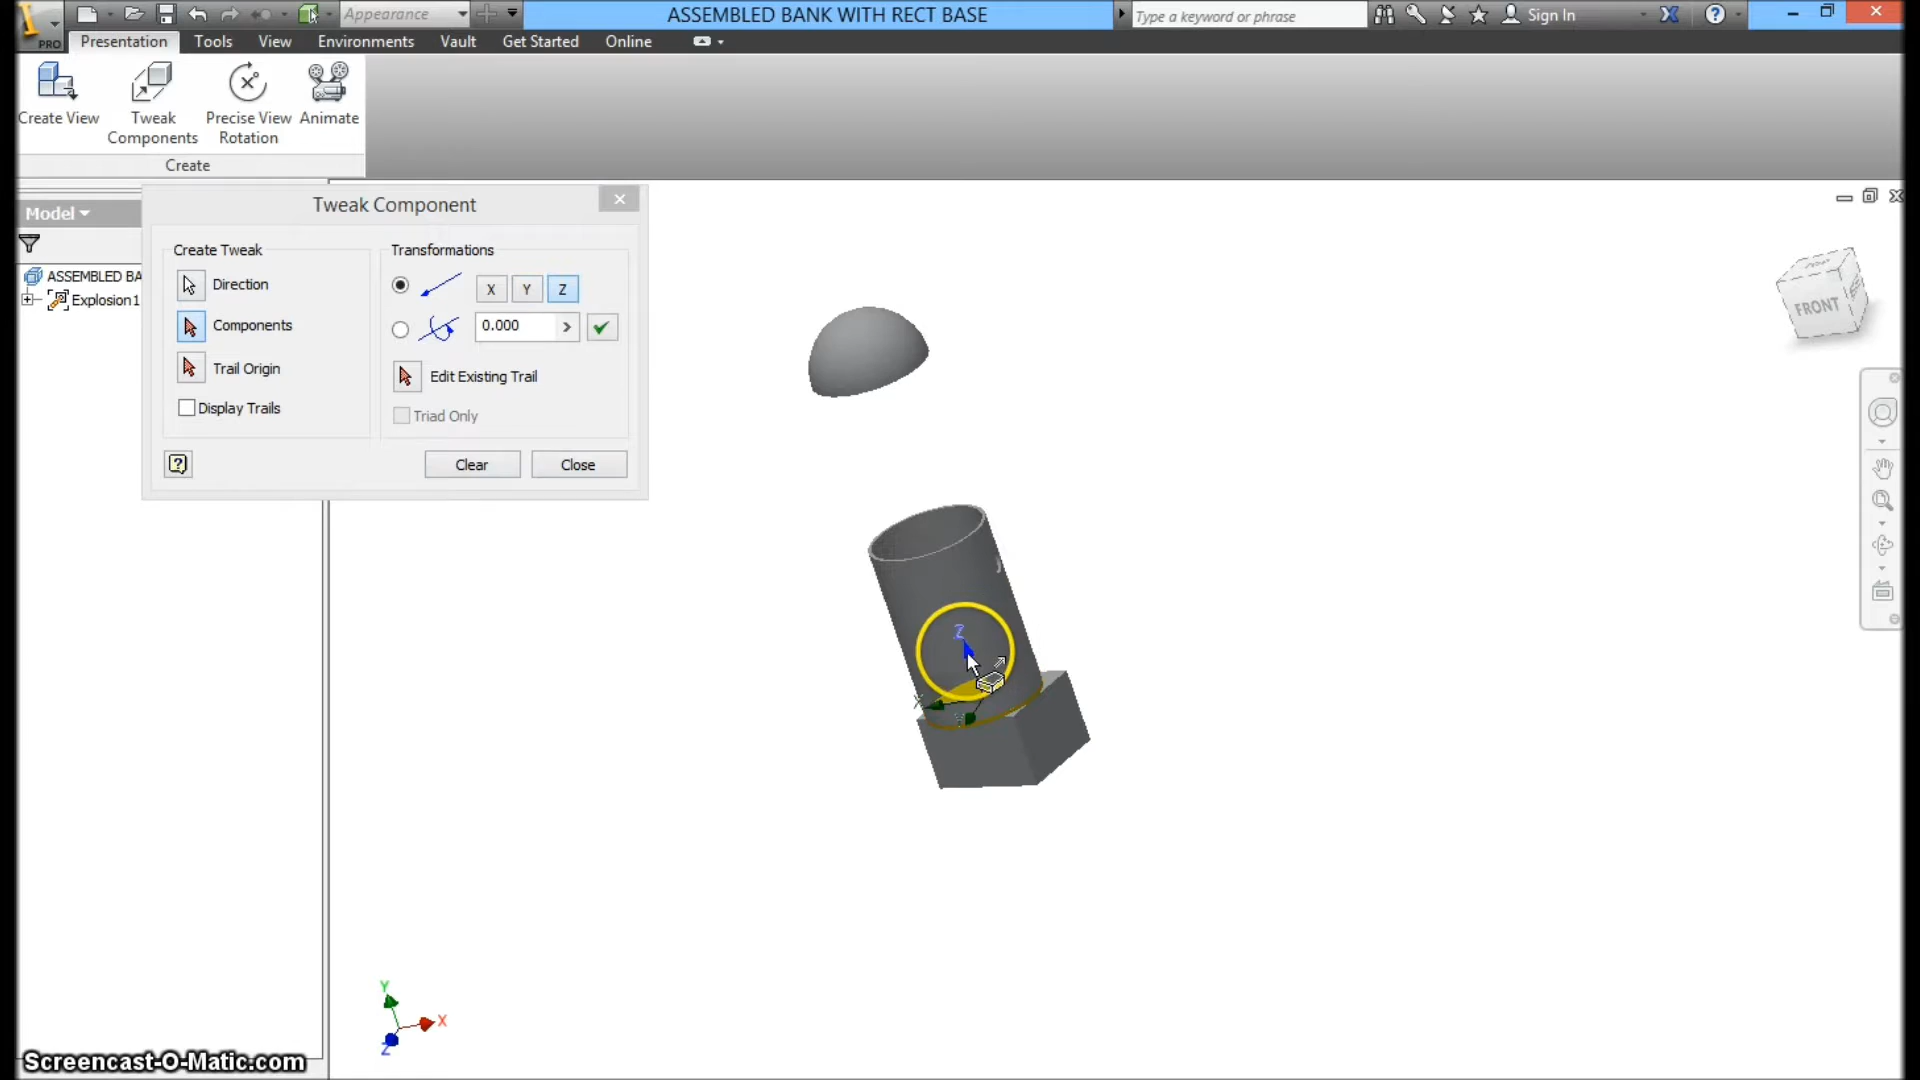 PRO
Appearance
ASSEMBLED BANK WITH RECT BASE
Type a keyword or phrase
Sign In
Presentation
Tools
View
Environments
Vault
Get Started
Online
Create View
Tweak Components
Precise View Rotation
Animate
Create
Model
ASSEMBLED BA
Explosion1
Tweak Component
Create Tweak
Direction
Components
Trail Origin
Display Trails
Transformations
X Y Z
0.000
Edit Existing Trail
Triad Only
Clear
Close
FRONT
Z
X
Y
Y
X
Z
Screencast-O-Matic.com